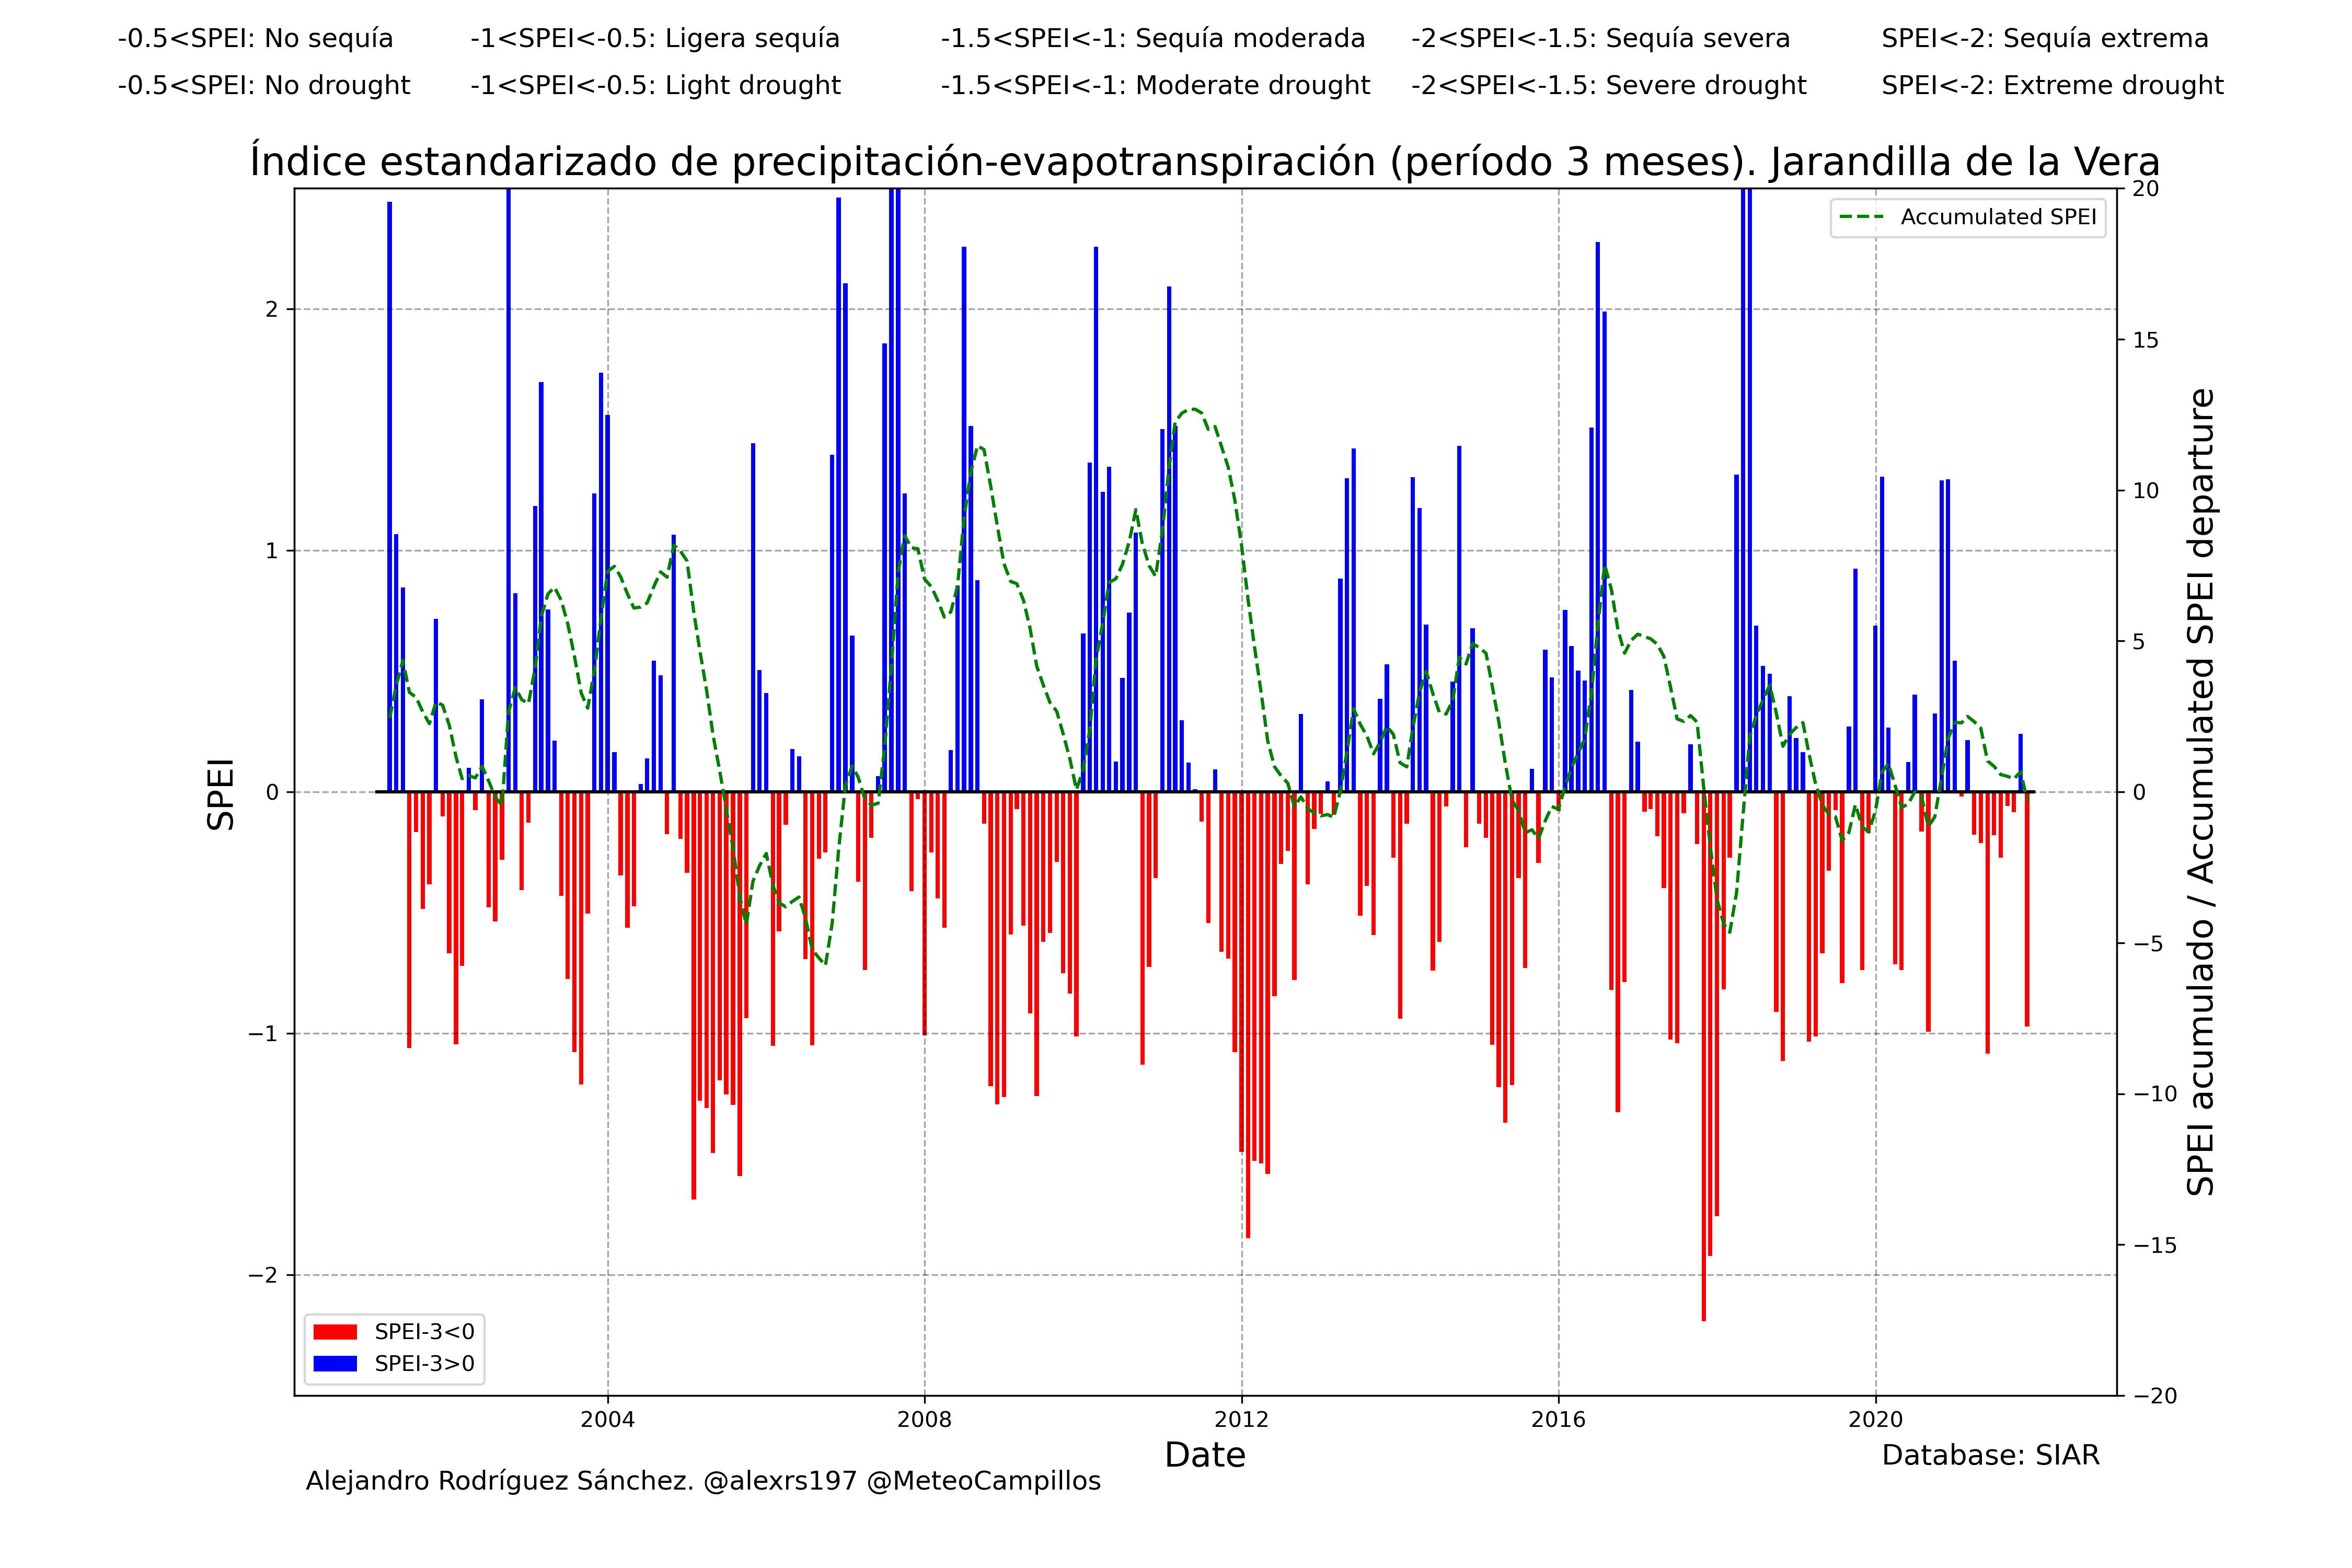 -0.5<SPEI: No sequía -1<SPEI<-0.5: Ligera sequía -1.5<SPEI<-1: Sequía moderada -2<SPEI<-1.5: Sequía severa SPEI<-2: Sequía extrema
-0.5<SPEI: No drought -1<SPEI<-0.5: Light drought -1.5<SPEI<-1: Moderate drought -2<SPEI<-1.5: Severe drought SPEI<-2: Extreme drought
Índice estandarizado de precipitación-evapotranspiración (período 3 meses). Jarandilla de la Vera
Accumulated SPEI
SPEI
2
1
0
−1
−2
20
15
10
5
0
−5
−10
−15
−20
SPEI acumulado / Accumulated SPEI departure
SPEI-3<0
SPEI-3>0
2004 2008 2012 2016 2020
Date
Database: SIAR
Alejandro Rodríguez Sánchez. @alexrs197 @MeteoCampillos